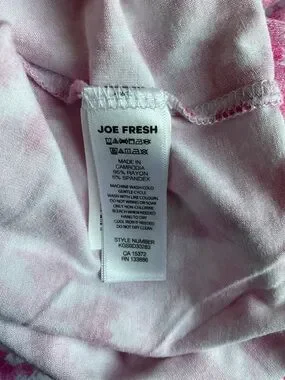 JOE FRESH
MADE IN
CAMBODIA
95% RAYON
5% SPANDEX
MACHINE WASH COLD
GENTLE CYCLE
WASH WITH LIKE COLOURS
DO NOT WRING OR SOAK
ONLY NON-CHLORINE
BLEACH WHEN NEEDED
HANG TO DRY
COOL IRON IF NEEDED
DO NOT DRY CLEAN
STYLE NUMBER
CA 15372
RN 133886